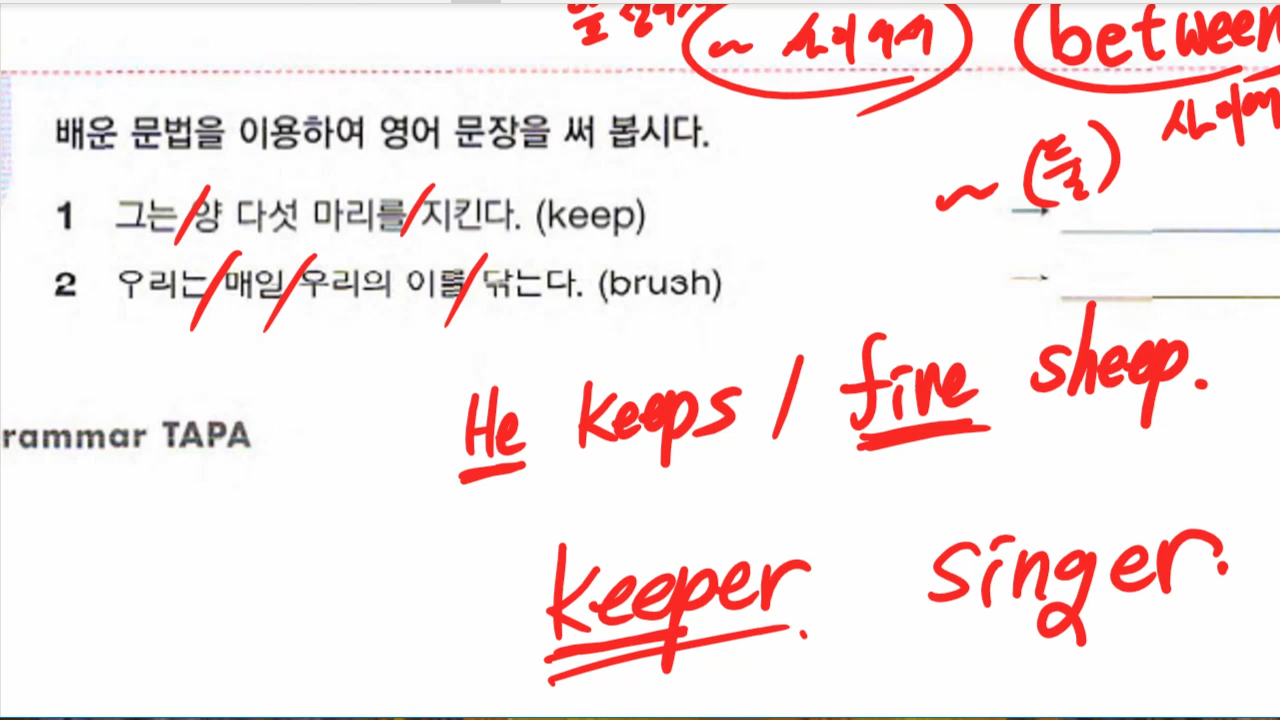 ~ 사이에서 between
사이에
배운 문법을 이용하여 영어 문장을 써 봅시다.
~ (들)
1 그는 양 다섯 마리를 지킨다. (keep) →
2 우리는 매일 우리의 이를 닦는다. (brush) →
He keeps / five sheep.
rammar TAPA
keeper. singer.